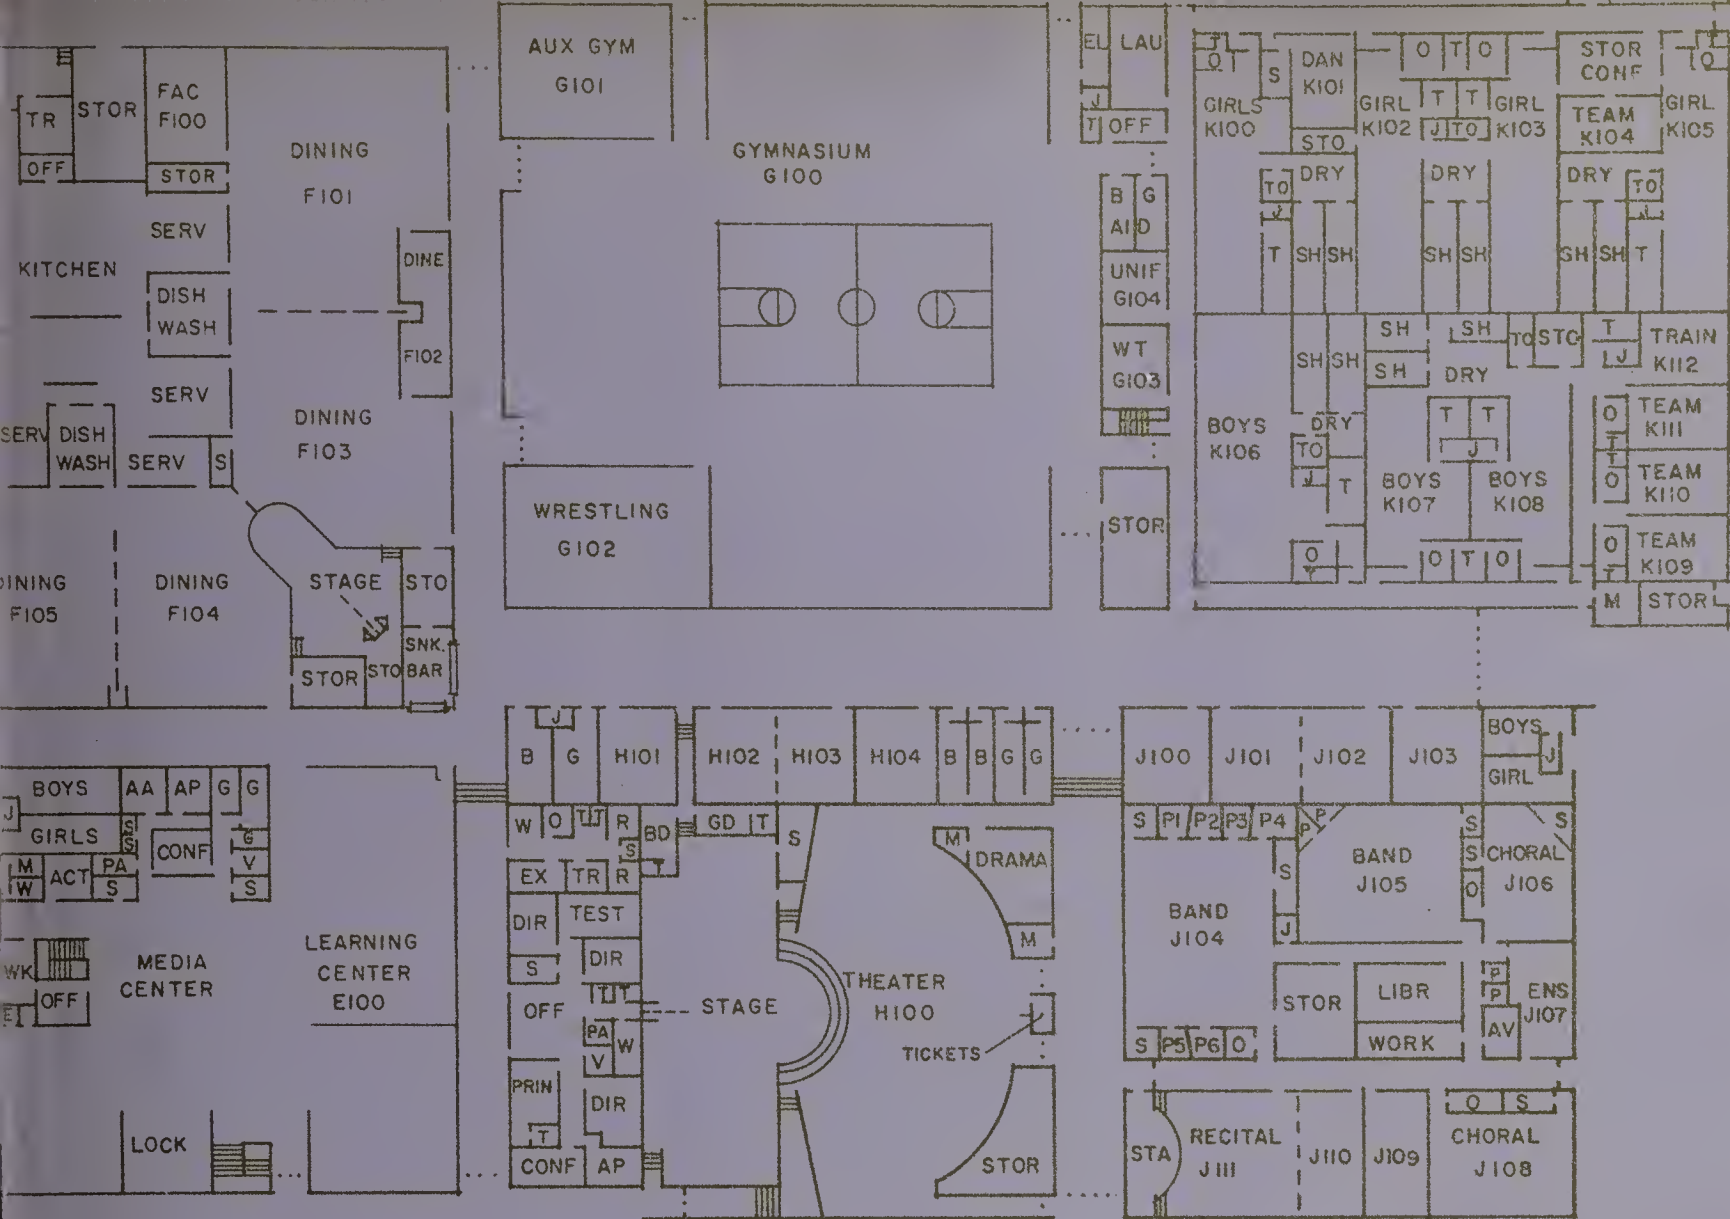 FAC
F100
STOR
TR
OFF
STOR
DINING
F101
SERV
KITCHEN
DISH
WASH
DINE
F102
SERV
SERV
DISH
WASH
SERV
S
DINING
F103
DINING
F104
F105
STAGE
STO
STOR
STO
SNK.
BAR
AUX GYM
G101
GYMNASIUM
G100
WRESTLING
G102
EL
LAU
J
T
OFF
B
G
AID
UNIF
G104
WT
G103
STOR
T
O
GIRLS
K100
S
DAN
K101
STO
GIRL
K102
O
T
O
T
T
J
TO
GIRL
K103
STOR
CONF
TEAM
K104
T
O
GIRL
K105
TO
DRY
J
T
SH
SH
DRY
SH
SH
DRY
TO
J
SH
SH
T
BOYS
K106
SH
SH
DRY
TO
J
T
O
T
SH
SH
SH
DRY
TO
STO
T
J
TRAIN
K112
T
T
J
BOYS
K107
BOYS
K108
O
T
O
O
T
TEAM
K111
T
O
TEAM
K110
O
T
TEAM
K109
M
STOR
BOYS
J
GIRLS
M
W
ACT
PA
S
AA
AP
G
G
S
S
CONF
G
V
S
WK
OFF
E
MEDIA
CENTER
LEARNING
CENTER
E100
LOCK
B
J
G
H101
H102
H103
H104
B
B
G
G
W
O
T
T
R
S
BD
T
GD
T
S
EX
TR
R
DIR
TEST
S
DIR
OFF
T
T
PA
W
V
PRIN
T
DIR
CONF
AP
STAGE
THEATER
H100
M
DRAMA
M
TICKETS
STOR
J100
J101
J102
J103
BOYS
J
GIRL
S
P1
P2
P3
P4
P
P
BAND
J104
S
J
BAND
J105
S
S
O
CHORAL
J106
S
STOR
LIBR
WORK
P
P
AV
ENS
J107
S
P5
P6
O
STA
RECITAL
J111
J110
J109
O
S
CHORAL
J108